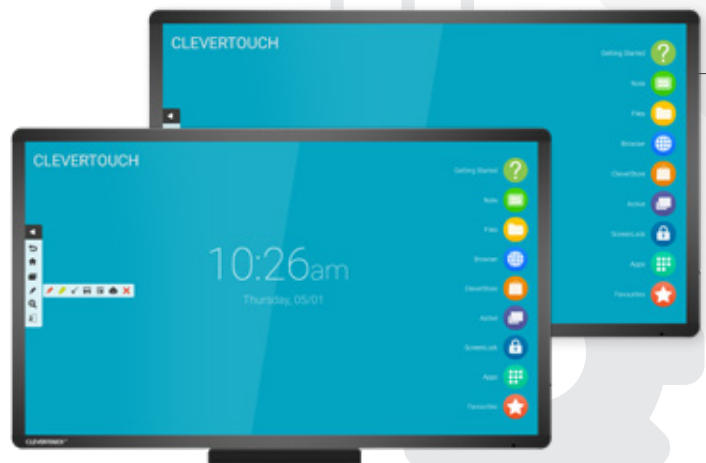 CLEVERTOUCH
Getting Started
Note
Files
Browser
CleverStore
Active
ScreenLock
Apps
Favourites
CLEVERTOUCH
10:26am
Thursday, 05/01
Getting Started
Note
Files
Browser
CleverStore
Active
ScreenLock
Apps
Favourites
CLEVERTOUCH